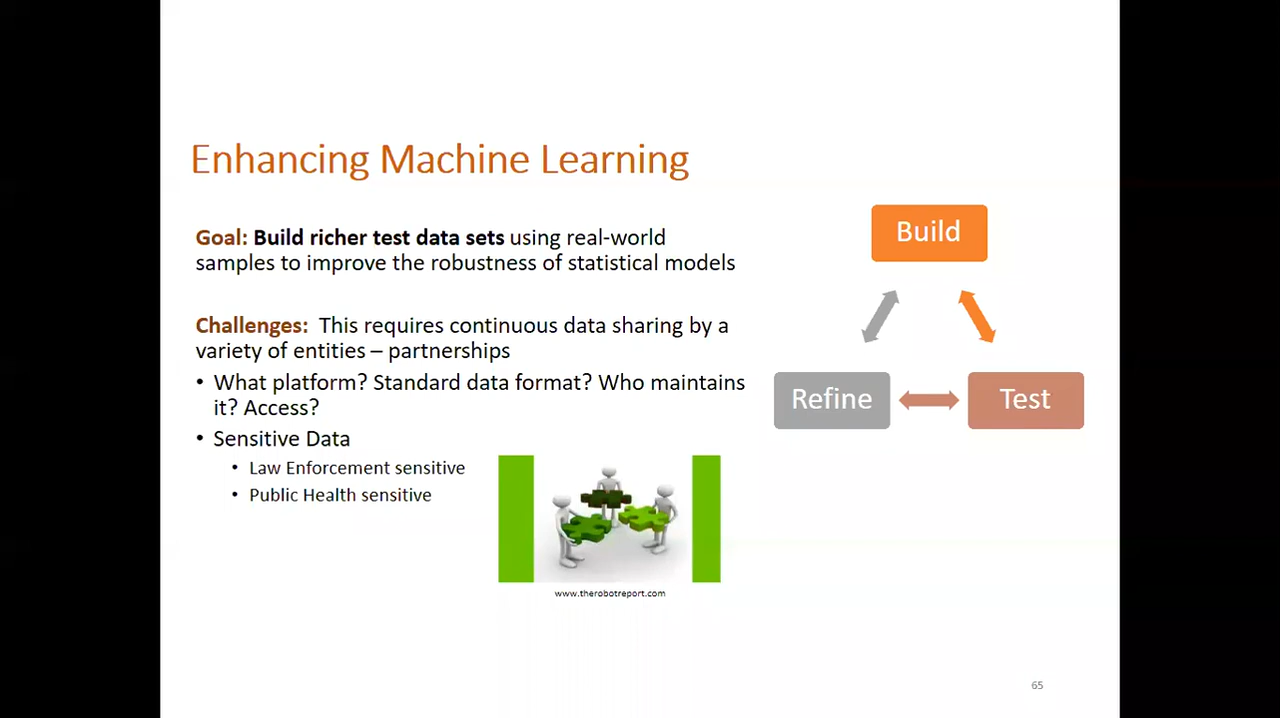 Enhancing Machine Learning
Goal: Build richer test data sets using real-world
samples to improve the robustness of statistical models
Challenges: This requires continuous data sharing by a
variety of entities – partnerships
• What platform? Standard data format? Who maintains
it? Access?
• Sensitive Data
• Law Enforcement sensitive
• Public Health sensitive
www.therobotreport.com
Build
Refine
Test
65